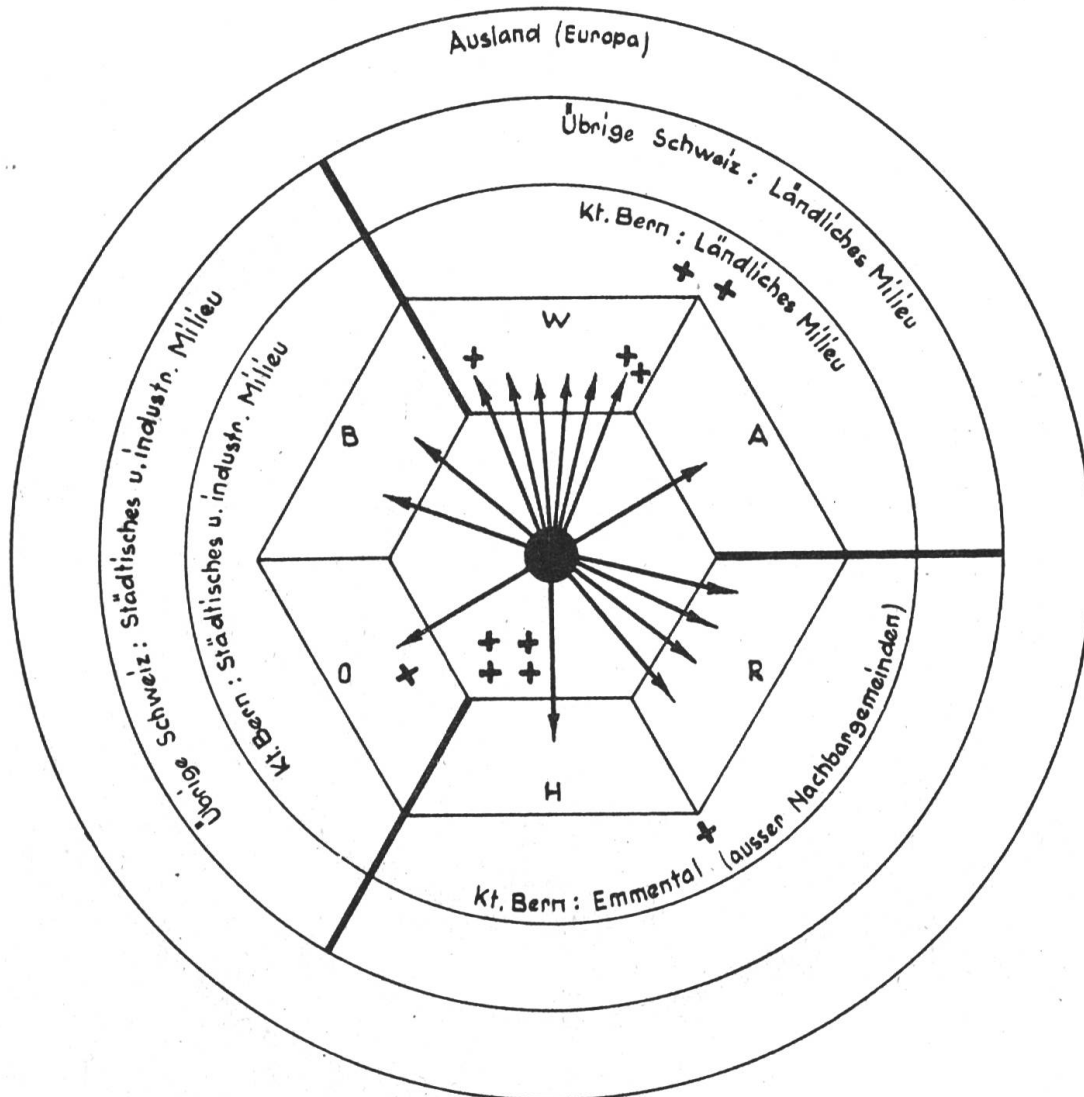 Ausland (Europa)
Übrige Schweiz: Ländliches Milieu
Kt. Bern: Ländliches Milieu
Übrige Schweiz: Städtisches u. industr. Milieu
Kt. Bern: Städtisches u. industr. Milieu
W
B
A
O
R
H
Kt. Bern: Emmental (ausser Nachbargemeinden)